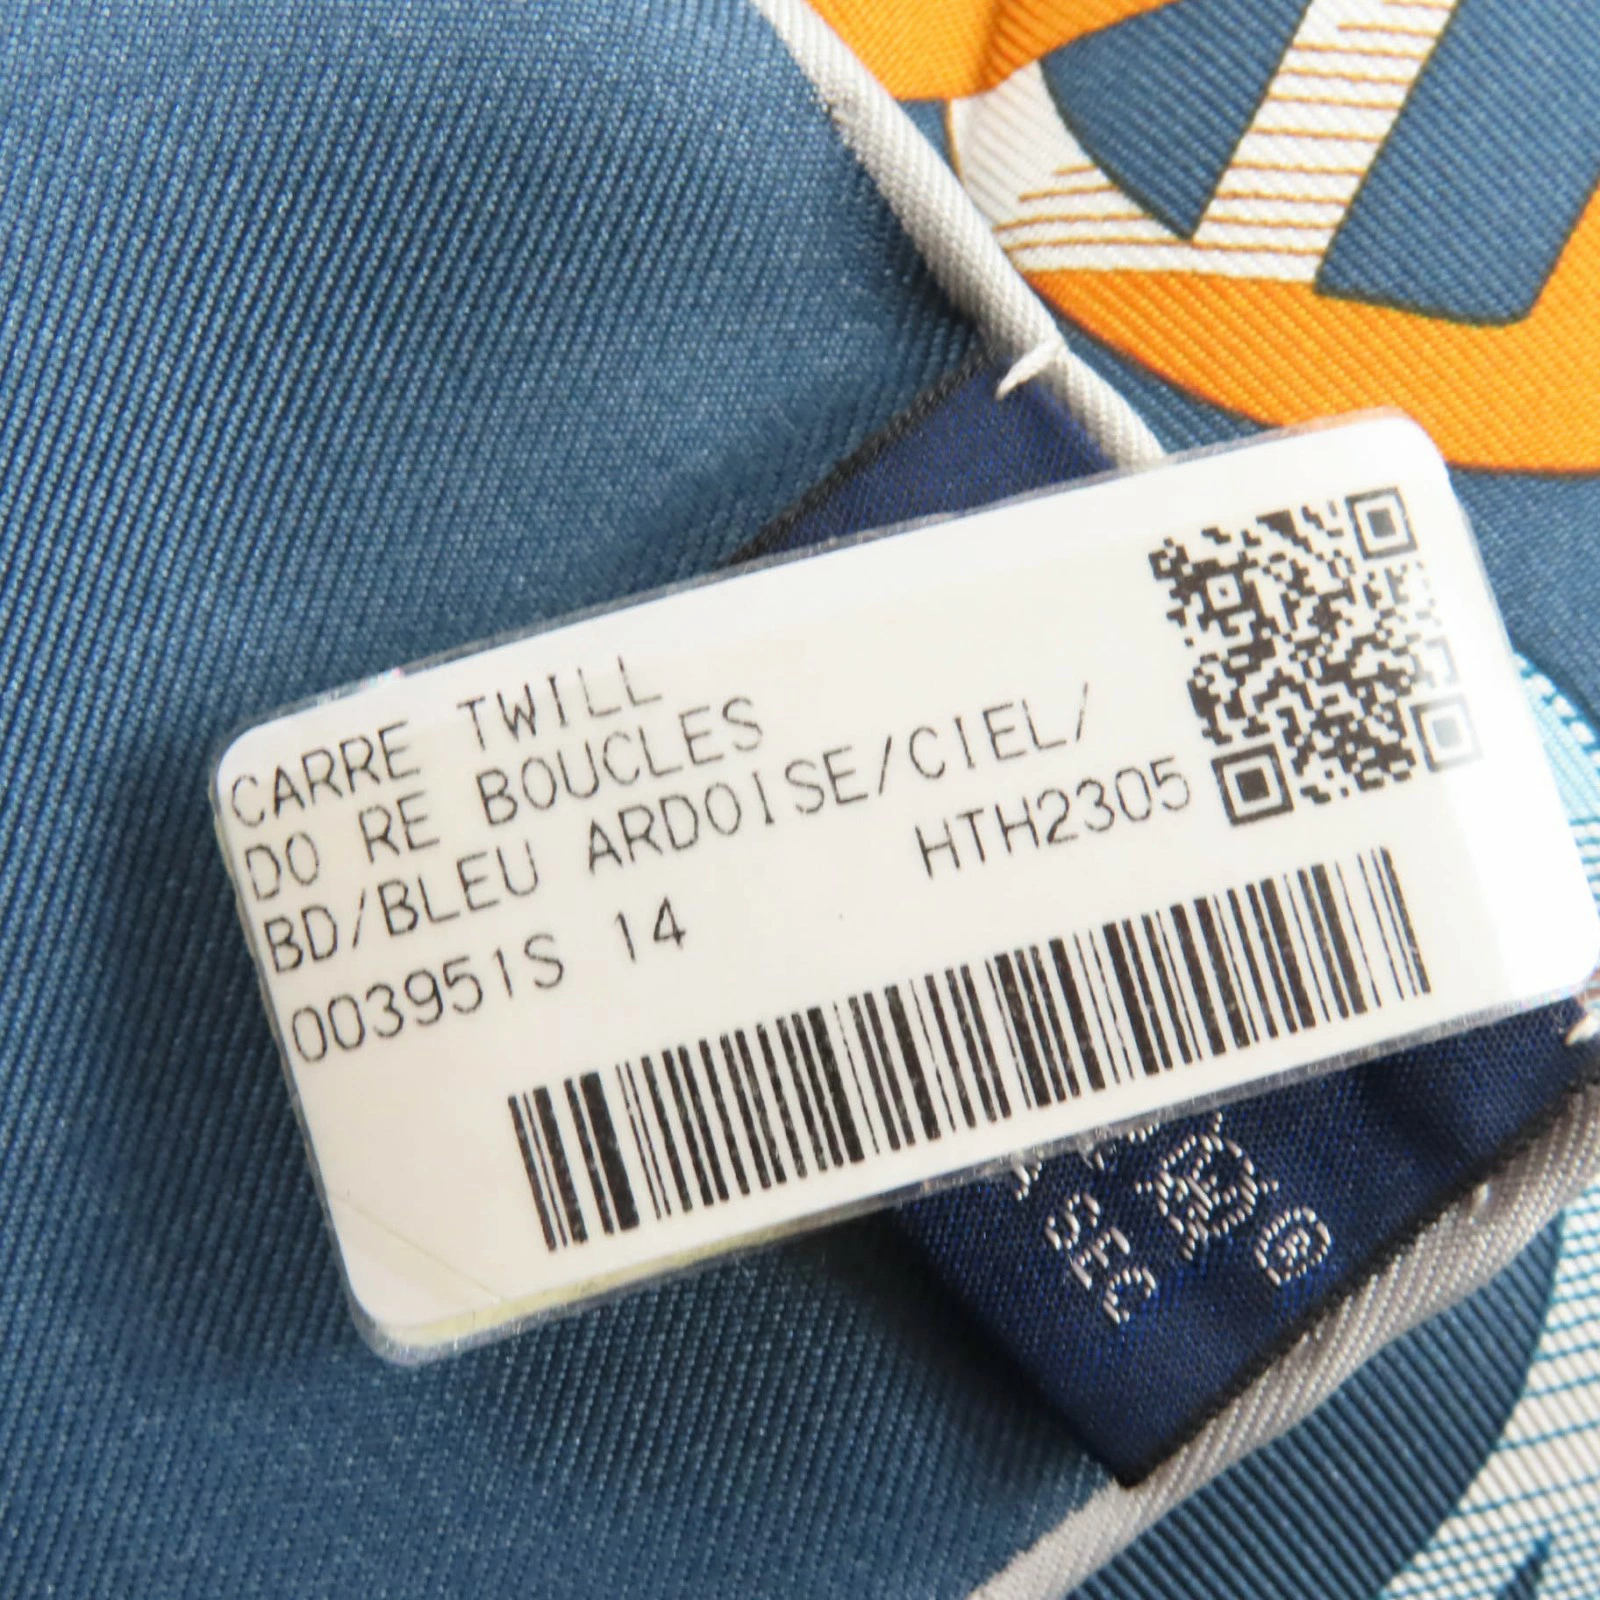 CARRE TWILL
DO RE BOUCLES
BD/BLEU ARDOISE/CIEL/
003951S 14 HTH2305